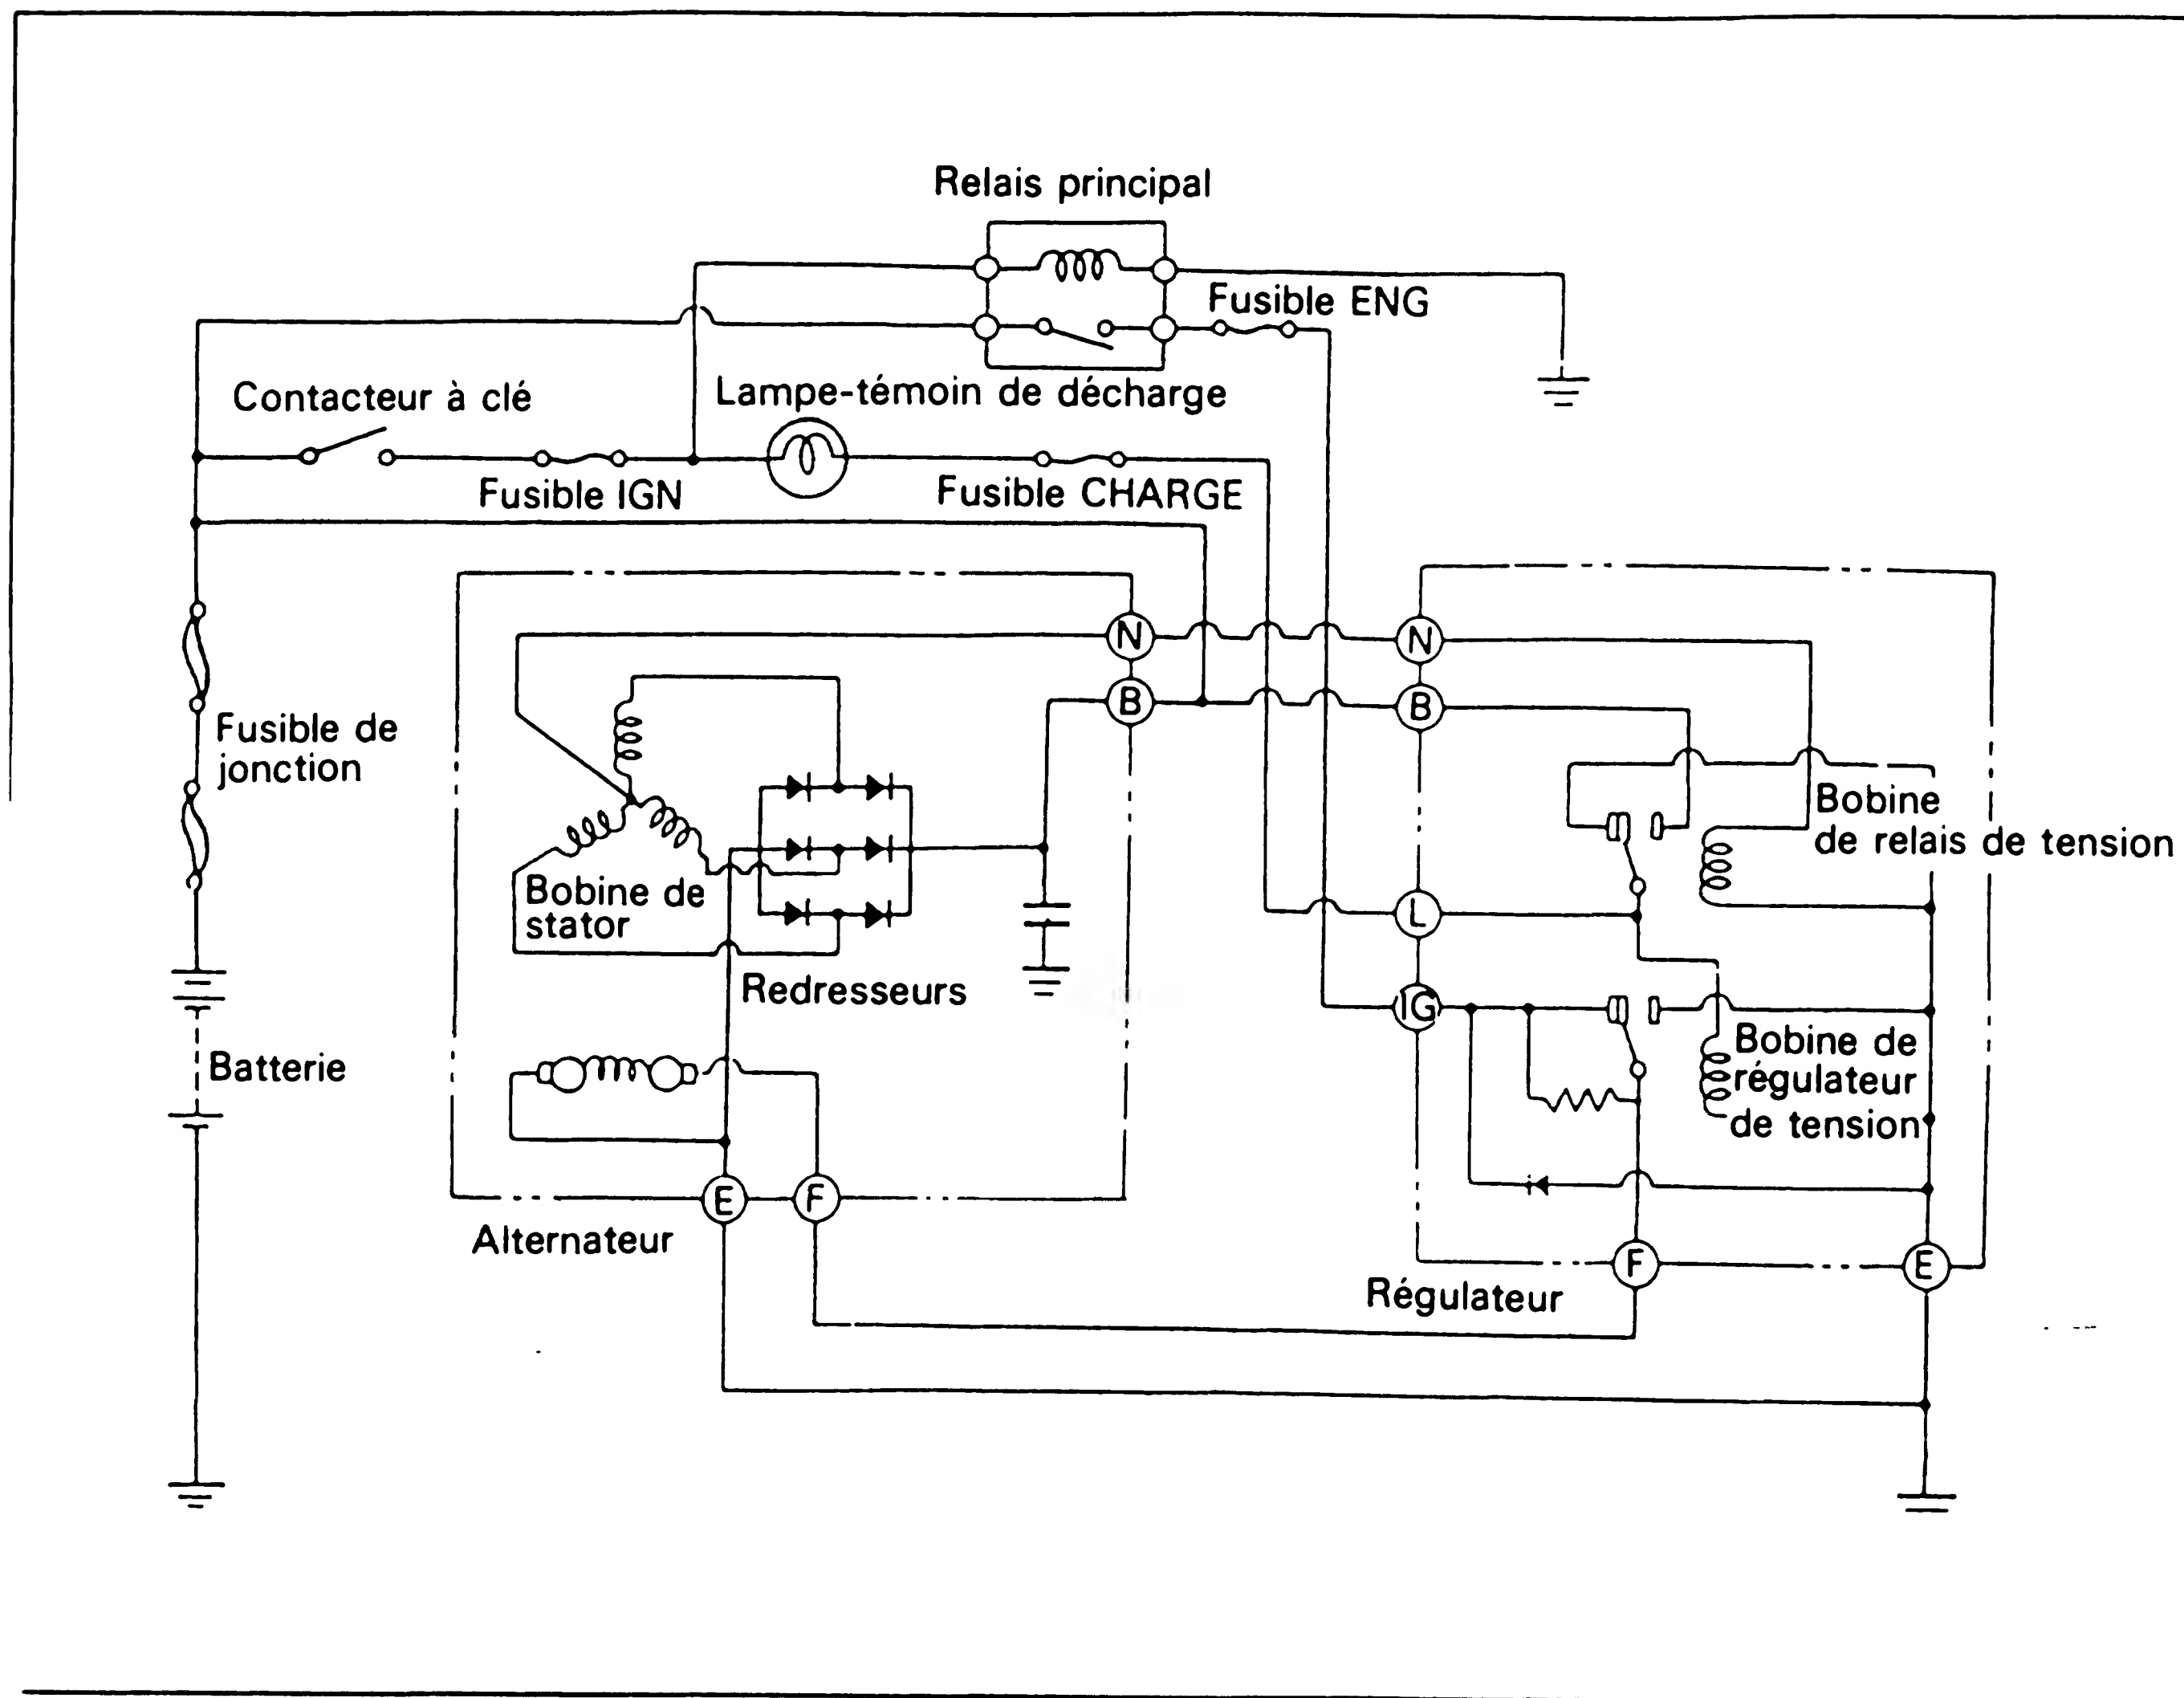 Relais principal
Fusible ENG
Contacteur à clé
Lampe-témoin de décharge
Fusible IGN
Fusible CHARGE
N
N
B
B
Fusible de
jonction
Bobine
de relais de tension
Bobine de
stator
L
Redresseurs
IG
Batterie
Bobine de
régulateur
de tension
E
F
Alternateur
F
E
Régulateur